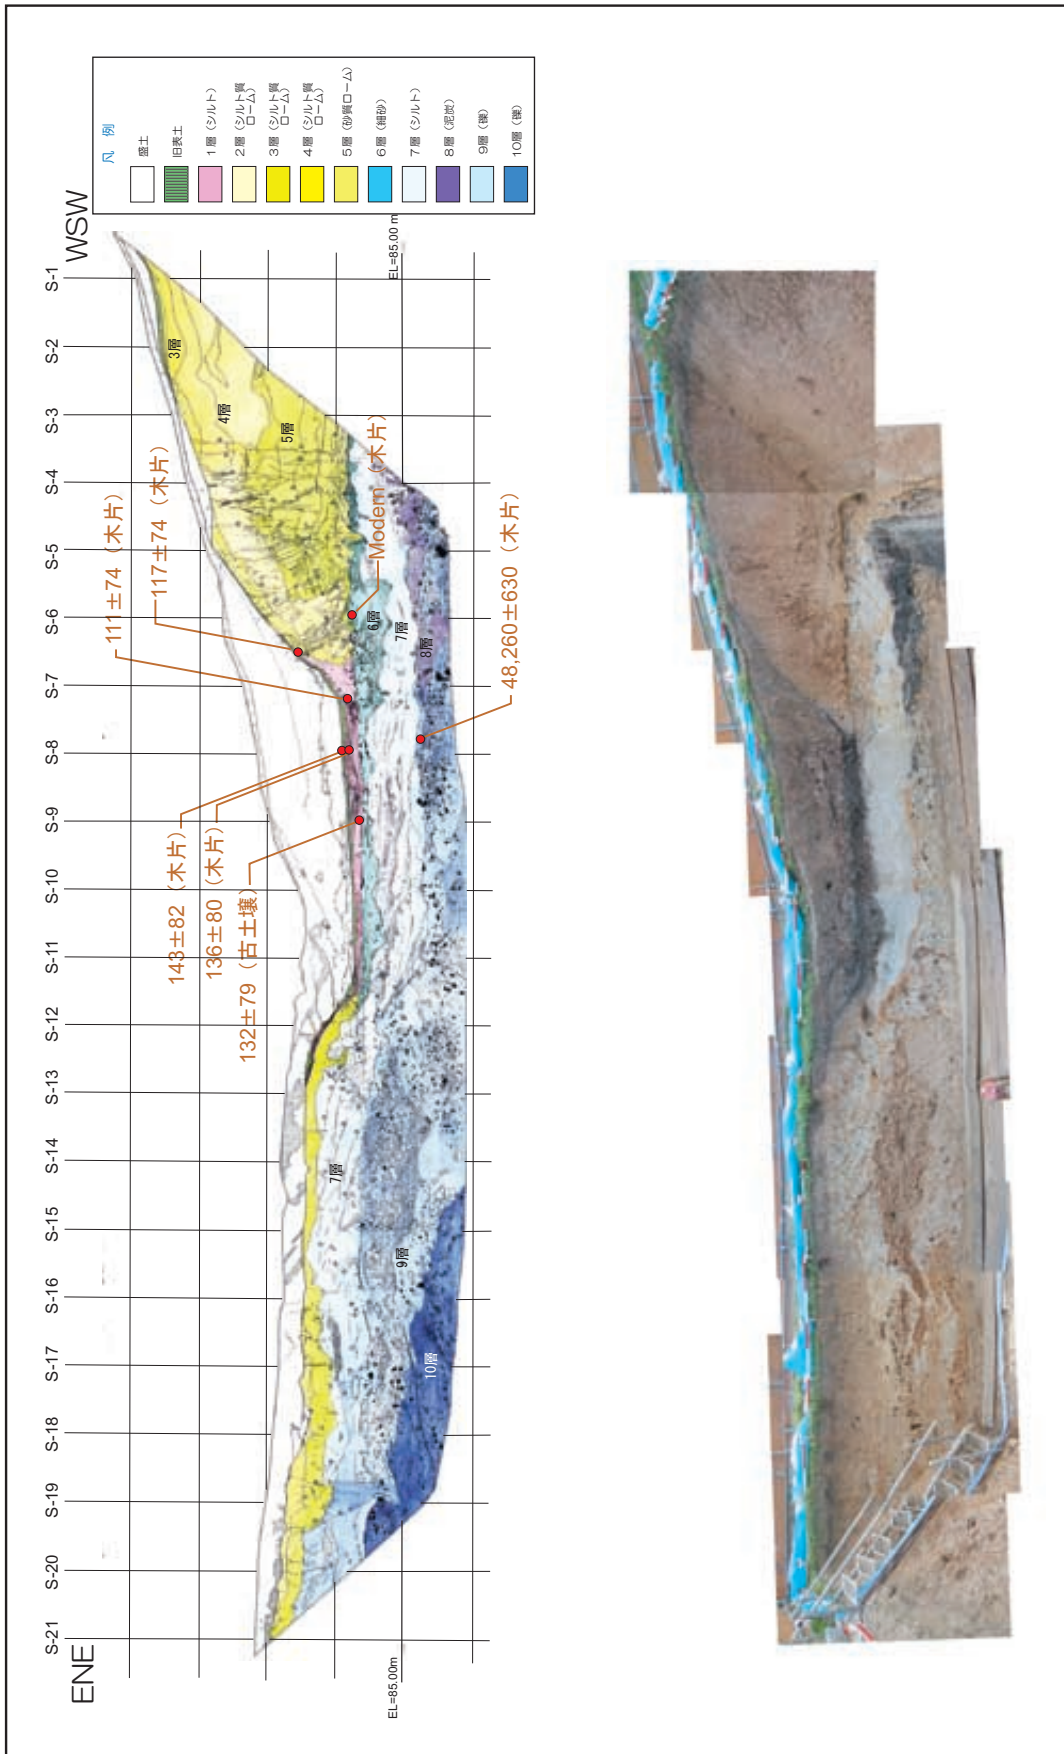 ENE
WSW
S-21
S-20
S-19
S-18
S-17
S-16
S-15
S-14
S-13
S-12
S-11
S-10
S-9
S-8
S-7
S-6
S-5
S-4
S-3
S-2
S-1
111±74（木片）
117±74（木片）
143±82（木片）
136±80（木片）
132±79（古土壌）
Modern（木片）
48,260±630（木片）
3層
4層
5層
6層
7層
8層
7層
9層
10層
EL=85.00m
EL=85.00 m
凡 例
盛土
旧表土
1層（シルト）
2層（シルト質
ローム）
3層（シルト質
ローム）
4層（シルト質
ローム）
5層（砂質ローム）
6層（細砂）
7層（シルト）
8層（泥炭）
9層（礫）
10層（礫）